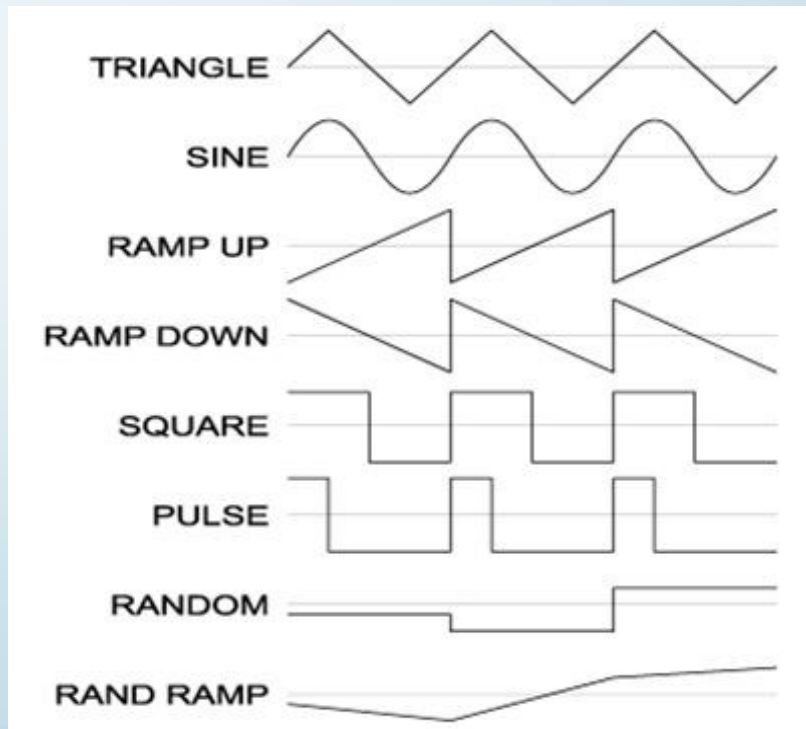 TRIANGLE
SINE
RAMP UP
RAMP DOWN
SQUARE
PULSE
RANDOM
RAND RAMP